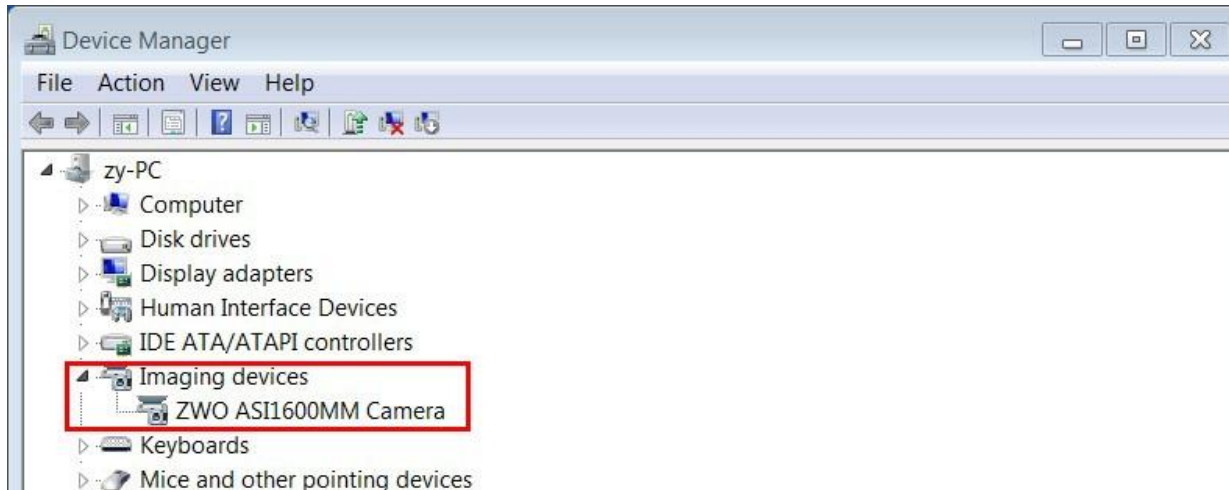 Device Manager
File Action View Help
zy-PC
Computer
Disk drives
Display adapters
Human Interface Devices
IDE ATA/ATAPI controllers
Imaging devices
ZWO ASI1600MM Camera
Keyboards
Mice and other pointing devices